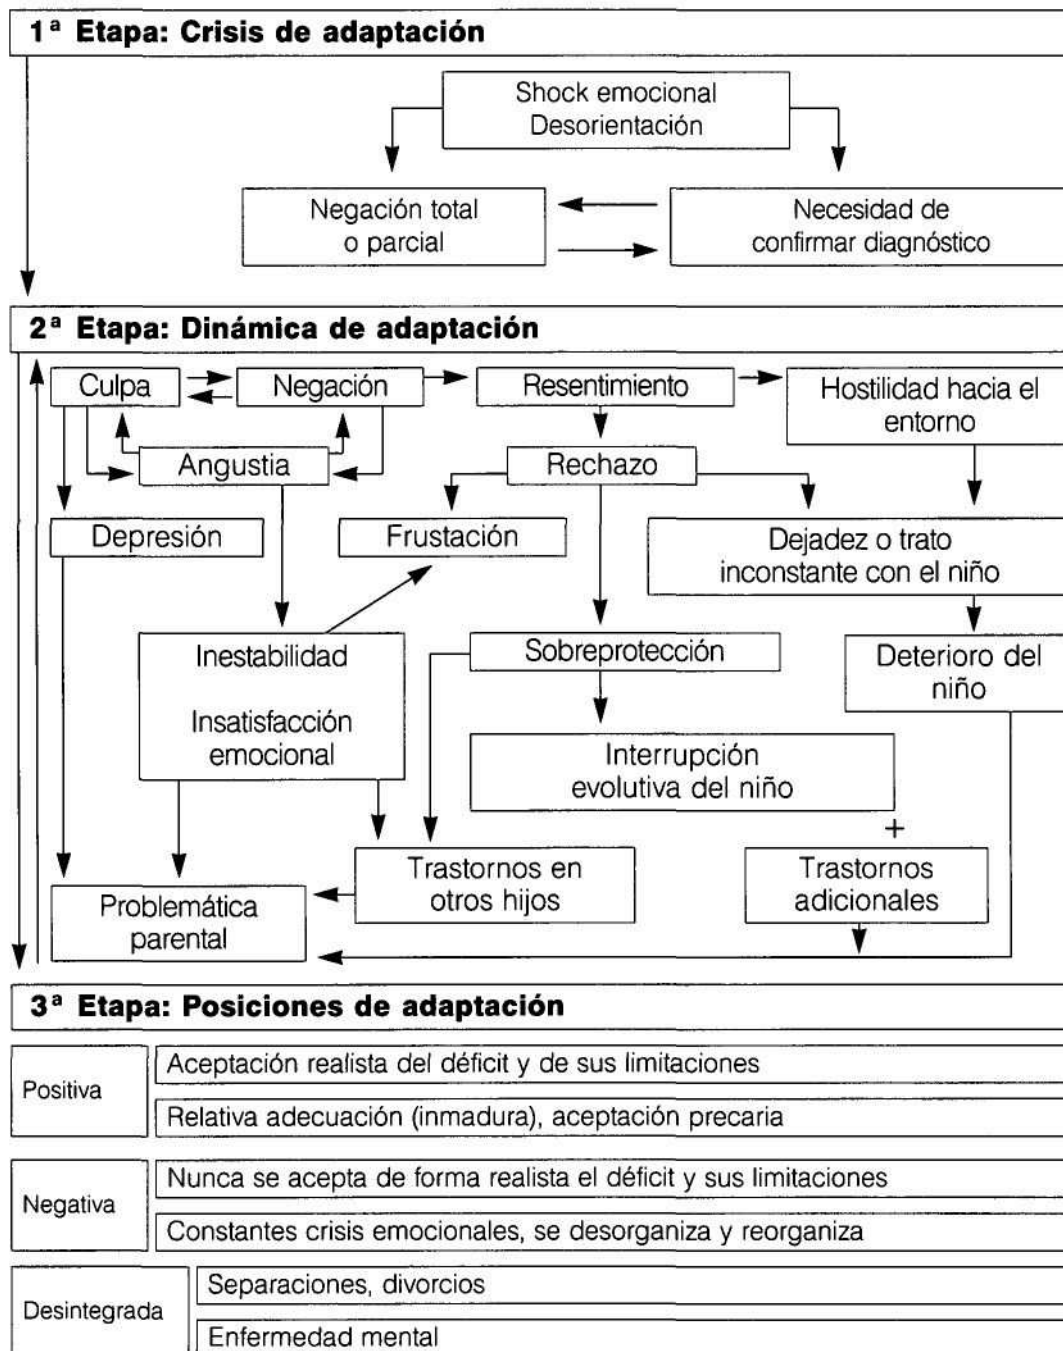 1ª Etapa: Crisis de adaptación
Shock emocional
Desorientación
Negación total
o parcial
Necesidad de
confirmar diagnóstico
2ª Etapa: Dinámica de adaptación
Culpa
Negación
Resentimiento
Hostilidad hacia el
entorno
Angustia
Rechazo
Depresión
Frustación
Dejadez o trato
inconstante con el niño
Inestabilidad
Insatisfacción
emocional
Sobreprotección
Deterioro del
niño
Interrupción
evolutiva del niño
+
Trastornos en
otros hijos
Trastornos
adicionales
Problemática
parental
3ª Etapa: Posiciones de adaptación
Positiva
Aceptación realista del déficit y de sus limitaciones
Relativa adecuación (inmadura), aceptación precaria
Negativa
Nunca se acepta de forma realista el déficit y sus limitaciones
Constantes crisis emocionales, se desorganiza y reorganiza
Desintegrada
Separaciones, divorcios
Enfermedad mental